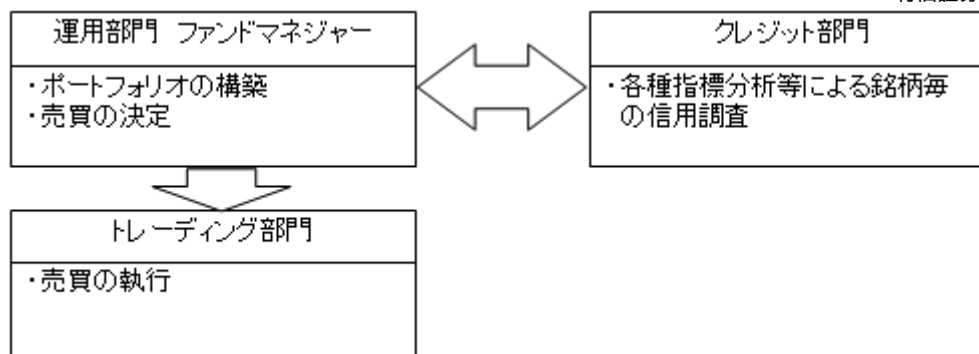 運用部門 ファンドマネジャー
・ポートフォリオの構築
・売買の決定
クレジット部門
・各種指標分析等による銘柄毎
の信用調査
トレーディング部門
・売買の執行